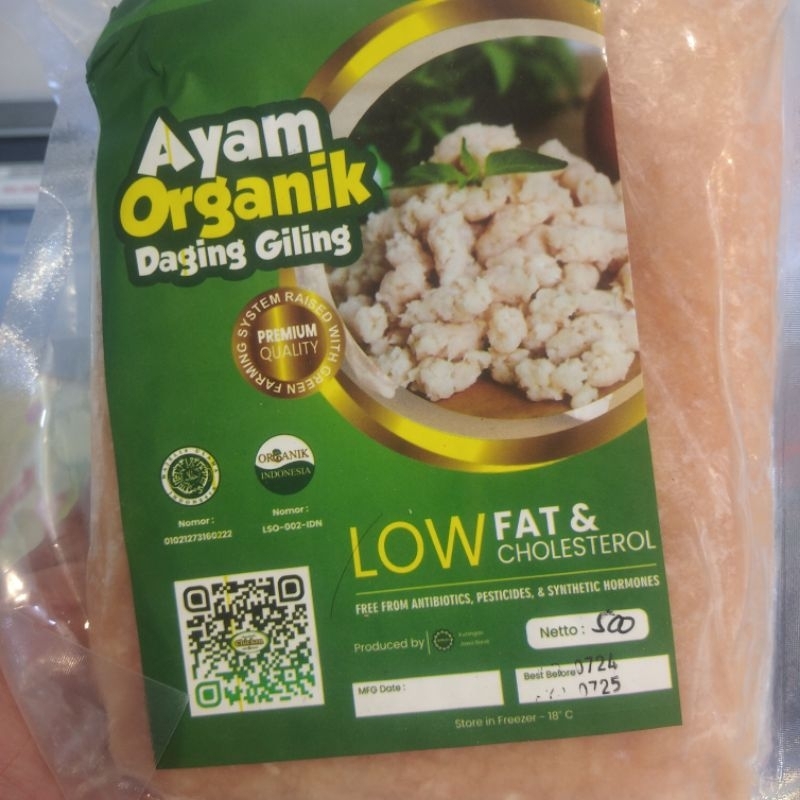 Ayam
Organik
Daging Giling
SYSTEM RAISED WITH GREEN FARMING
PREMIUM
QUALITY
ORGANIK
INDONESIA
Nomor :
01021273160222
Nomor :
LSO-002-IDN
LOW FAT &
CHOLESTEROL
FREE FROM ANTIBIOTICS, PESTICIDES, & SYNTHETIC HORMONES
Chicken
Produced by
Netto : 500
MFG Date :
Best Before 0724
0725
Store in Freezer - 18° C